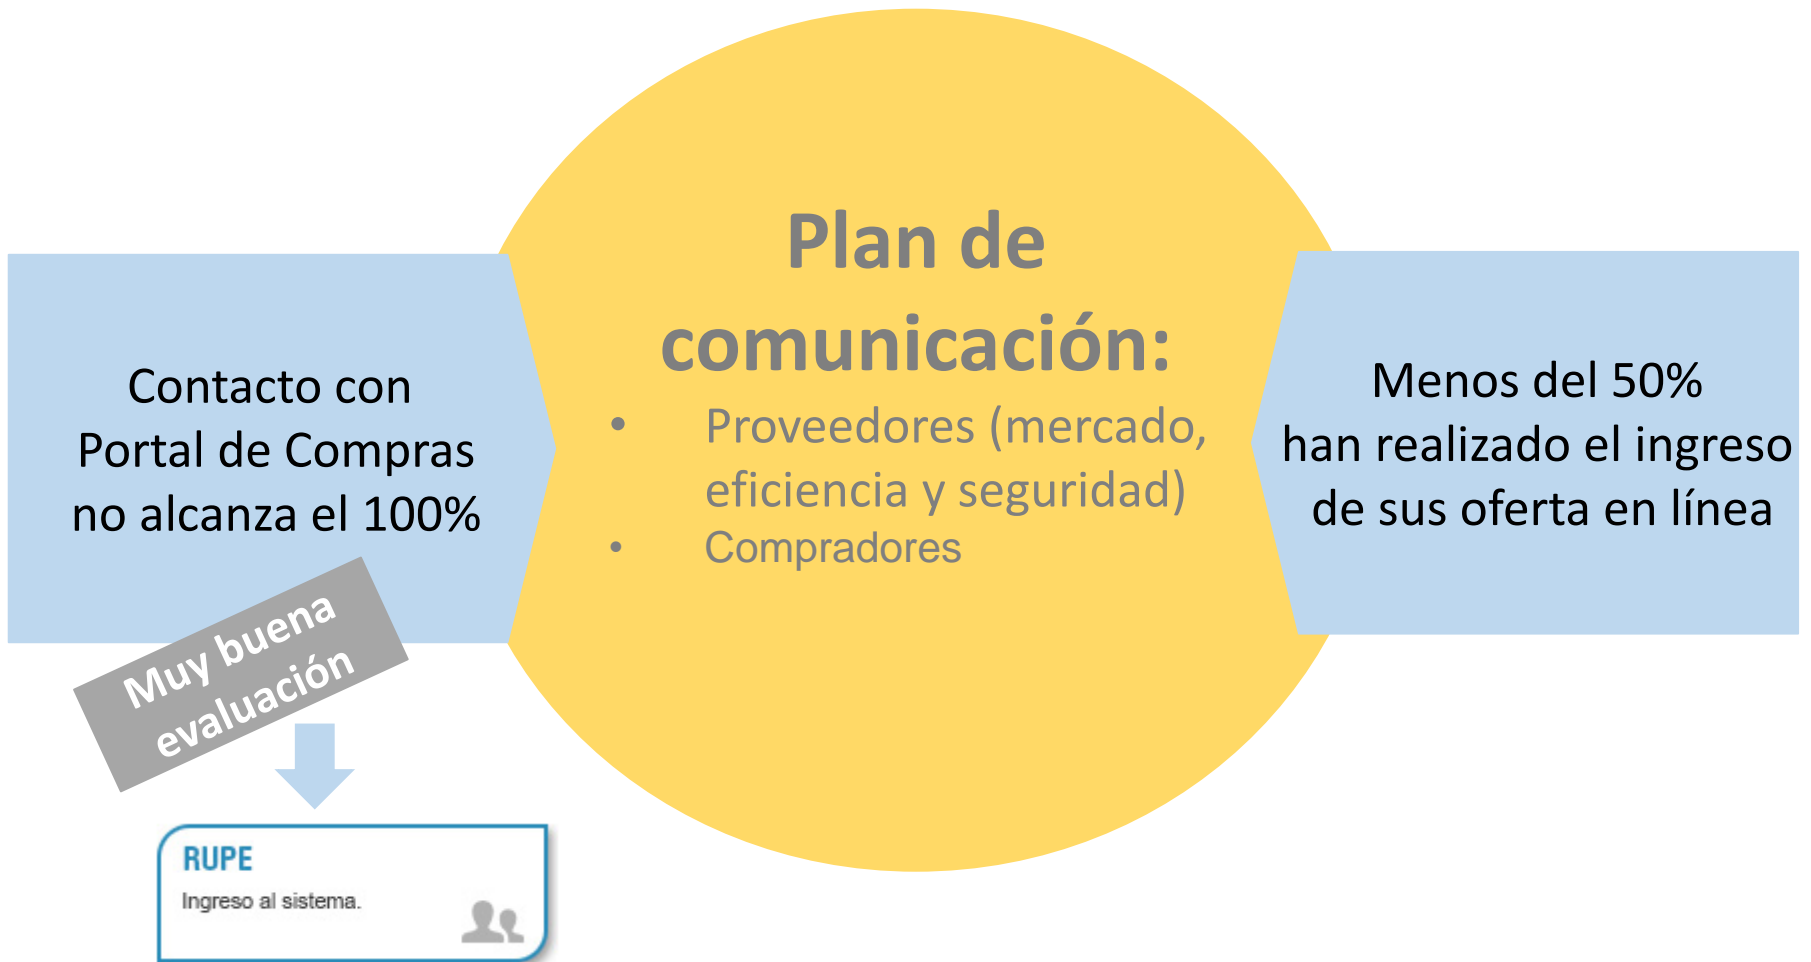 Contacto con
Portal de Compras
no alcanza el 100%
Muy buena
evaluación
RUPE
Ingreso al sistema.
Plan de
comunicación:
• Proveedores (mercado,
eficiencia y seguridad)
• Compradores
Menos del 50%
han realizado el ingreso
de sus oferta en línea